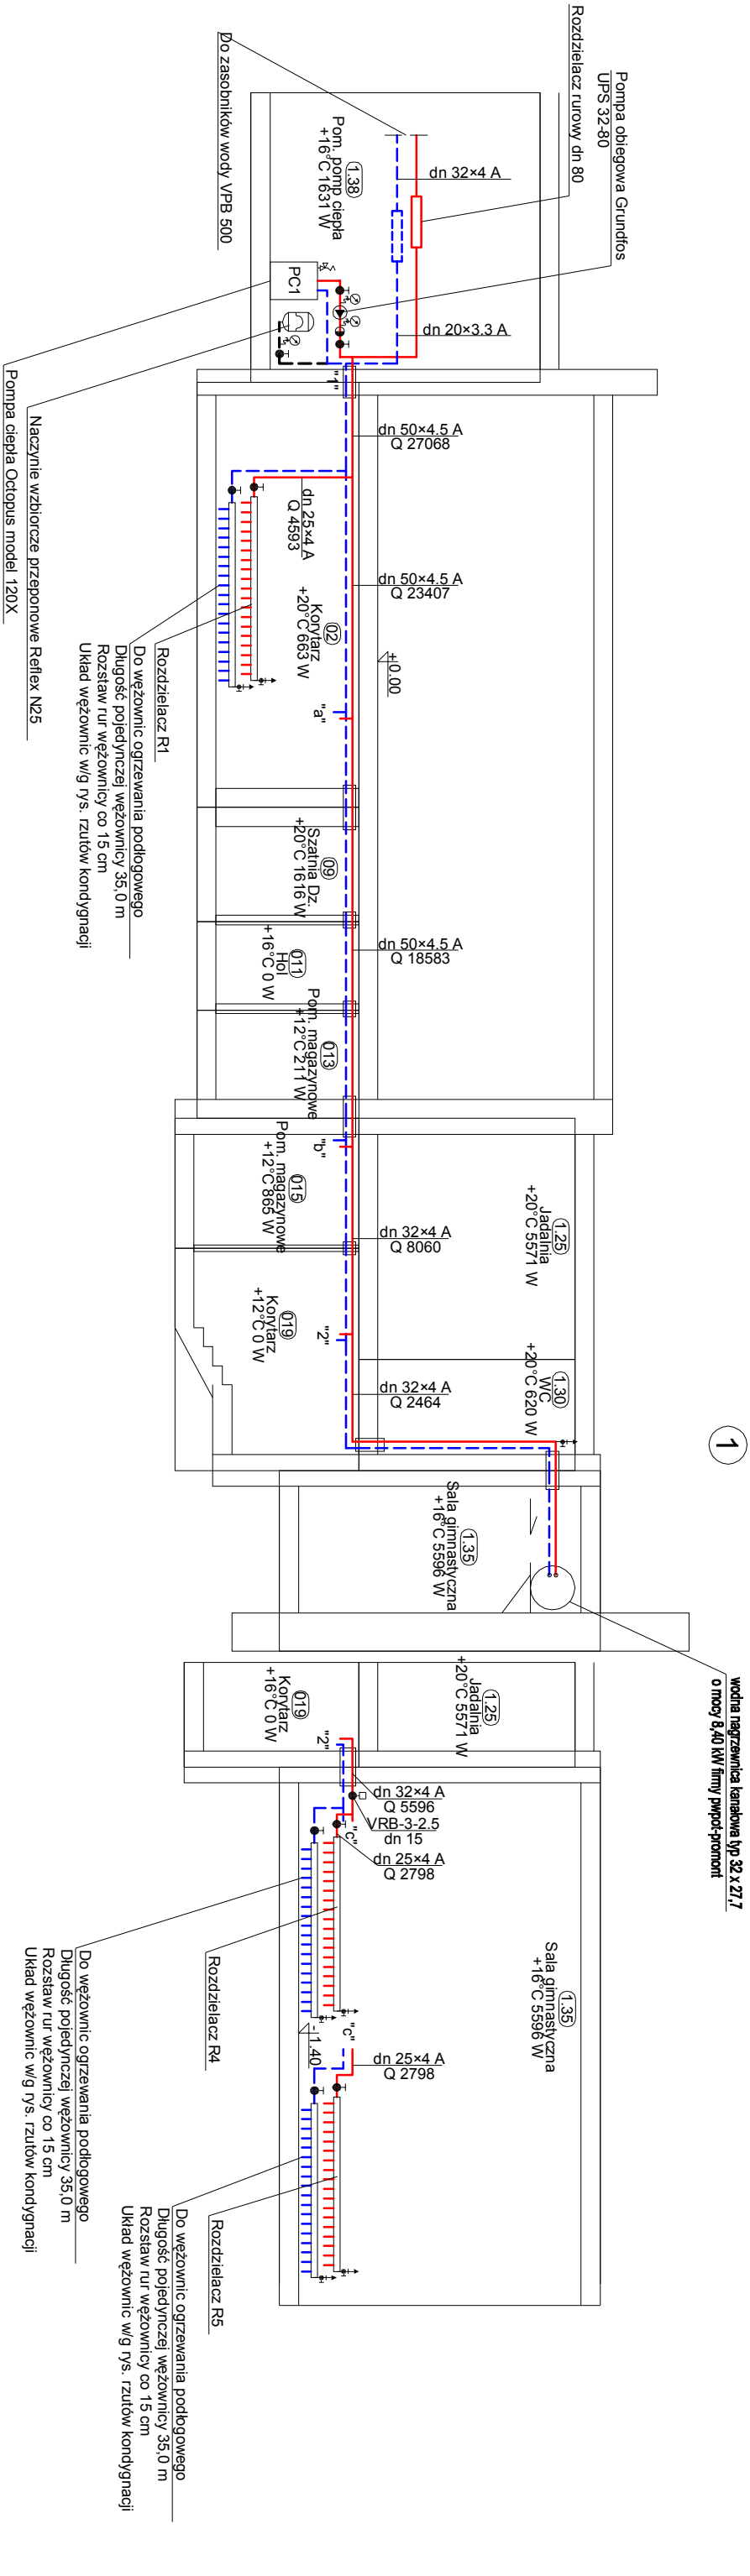 1
Pompa obiegowa Grundfos
UPS 32-80
Rozdzielacz rurowy dn 80
Do zasobników wody VPB 500
1.38
Pom. pomp ciepła
+16°C 1631 W
dn 32×4 A
dn 20×3.3 A
PC1
Pompa ciepła Octopus model 120X
Naczynie wzbiorcze przeponowe Reflex N25
"1"
dn 50×4.5 A
Q 27068
dn 25×4 A
Q 4593
dn 50×4.5 A
Q 23407
02
Korytarz
+20°C 663 W
+0.00
"a"
Rozdzielacz R1
Do wężownic ogrzewania podłogowego
Długość pojedynczej wężownicy 35,0 m
Rozstaw rur wężownicy co 15 cm
Układ wężownic w/g rys. rzutów kondygnacji
09
Szatnia Dz.
+20°C 1616 W
011
Hol
+16°C 0 W
dn 50×4.5 A
Q 18583
013
Pom. magazynowe
+12°C 211 W
"b"
015
Pom. magazynowe
+12°C 865 W
dn 32×4 A
Q 8060
1.25
Jadalnia
+20°C 5571 W
019
Korytarz
+12°C 0 W
"2"
dn 32×4 A
Q 2464
1.30
WC
+20°C 620 W
1.35
Sala gimnastyczna
+16°C 5596 W
wodna nagrzewnica kanałowa typ 32 x 27,7
o mocy 8,40 kW firmy pwpot-promont
1.25
Jadalnia
+20°C 5571 W
019
Korytarz
+16°C 0 W
"2"
dn 32×4 A
Q 5596
VRB-3-2.5
dn 15
"c"
dn 25×4 A
Q 2798
Rozdzielacz R4
Do wężownic ogrzewania podłogowego
Długość pojedynczej wężownicy 35,0 m
Rozstaw rur wężownicy co 15 cm
Układ wężownic w/g rys. rzutów kondygnacji
1.35
Sala gimnastyczna
+16°C 5596 W
"c"
-1.40
dn 25×4 A
Q 2798
Rozdzielacz R5
Do wężownic ogrzewania podłogowego
Długość pojedynczej wężownicy 35,0 m
Rozstaw rur wężownicy co 15 cm
Układ wężownic w/g rys. rzutów kondygnacji